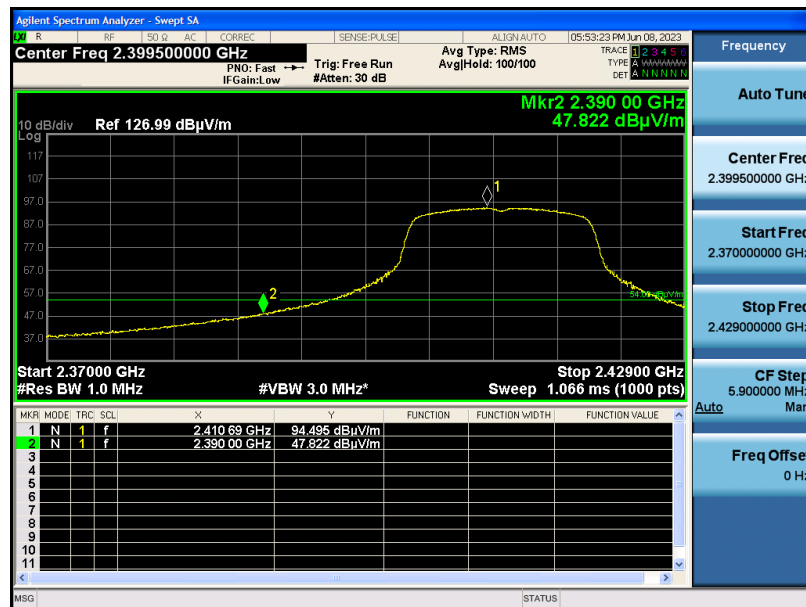 Agilent Spectrum Analyzer - Swept SA
LXI R RF 50 Ω AC CORREC SENSE:PULSE ALIGN AUTO 05:53:23 PM Jun 08, 2023
Center Freq 2.399500000 GHz
PNO: Fast
IFGain:Low
Trig: Free Run
#Atten: 30 dB
Avg Type: RMS
Avg|Hold: 100/100
TRACE 1 2 3 4 5 6
TYPE A WWWWW
DET A N N N N N
Mkr2 2.390 00 GHz
47.822 dBµV/m
10 dB/div Ref 126.99 dBµV/m
Log
117
107
97.0
87.0
77.0
67.0
57.0
47.0
37.0
1
2
Start 2.37000 GHz Stop 2.42900 GHz
#Res BW 1.0 MHz #VBW 3.0 MHz* Sweep 1.066 ms (1000 pts)
MKR MODE TRC SCL X Y FUNCTION FUNCTION WIDTH FUNCTION VALUE
1 N 1 f 2.410 69 GHz 94.495 dBµV/m
2 N 1 f 2.390 00 GHz 47.822 dBµV/m
3
4
5
6
7
8
9
10
11
MSG STATUS
Frequency
Auto Tune
Center Freq
2.399500000 GHz
Start Freq
2.370000000 GHz
Stop Freq
2.429000000 GHz
CF Step
5.900000 MHz
Auto Man
Freq Offset
0 Hz